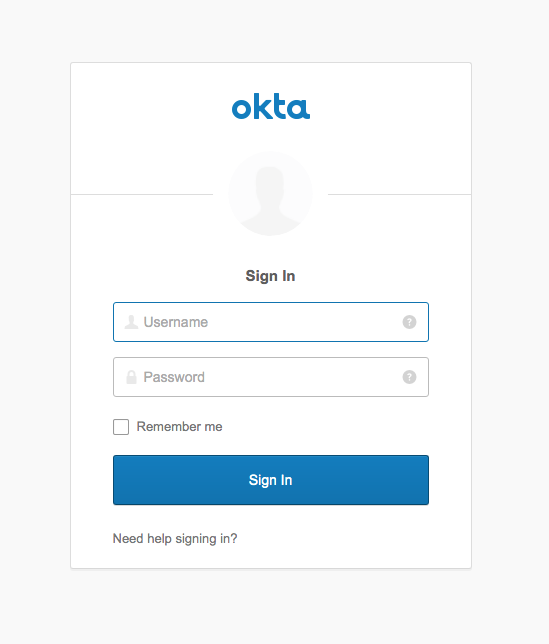 okta
Sign In
Username
?
Password
?
Remember me
Sign In
Need help signing in?